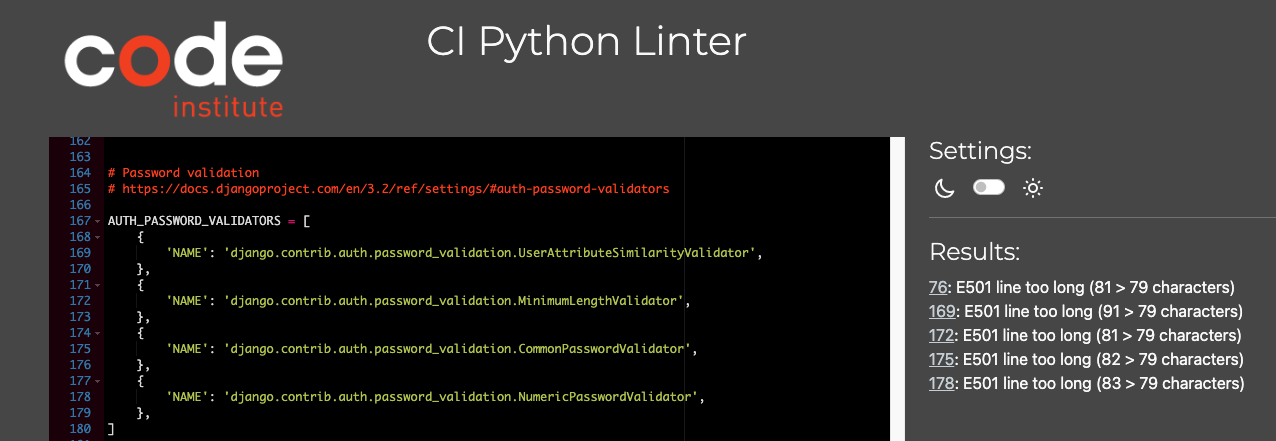 code
institute
CI Python Linter
162
163
164 # Password validation
165 # https://docs.djangoproject.com/en/3.2/ref/settings/#auth-password-validators
166
167 AUTH_PASSWORD_VALIDATORS = [
168 {
169 'NAME': 'django.contrib.auth.password_validation.UserAttributeSimilarityValidator',
170 },
171 {
172 'NAME': 'django.contrib.auth.password_validation.MinimumLengthValidator',
173 },
174 {
175 'NAME': 'django.contrib.auth.password_validation.CommonPasswordValidator',
176 },
177 {
178 'NAME': 'django.contrib.auth.password_validation.NumericPasswordValidator',
179 },
180 ]
Settings:
Results:
76: E501 line too long (81 > 79 characters)
169: E501 line too long (91 > 79 characters)
172: E501 line too long (81 > 79 characters)
175: E501 line too long (82 > 79 characters)
178: E501 line too long (83 > 79 characters)